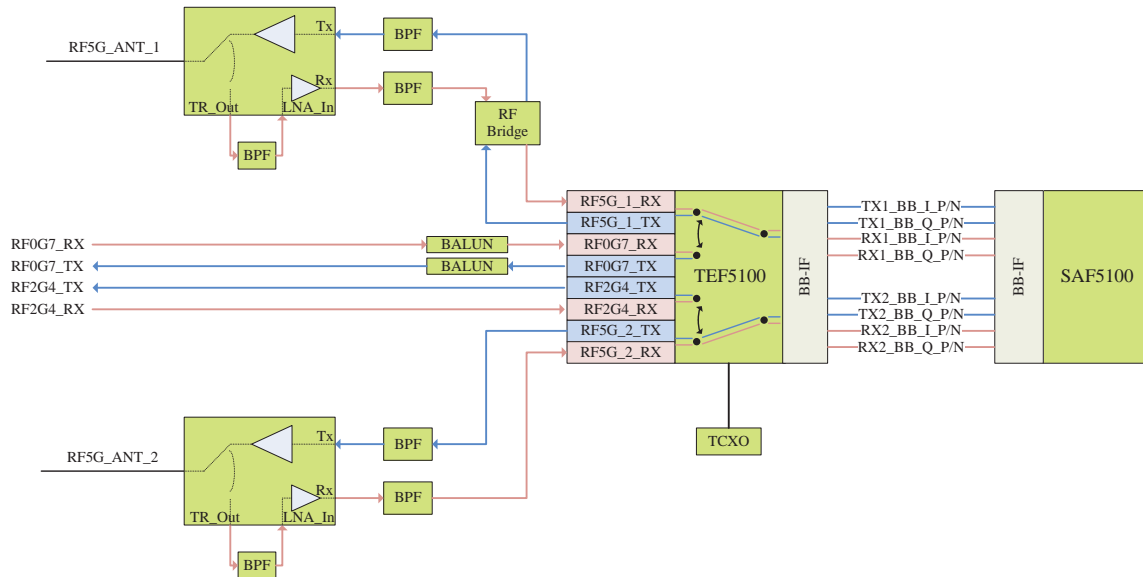 RF5G_ANT_1
Tx
Rx
TR_Out
LNA_In
BPF
BPF
BPF
RF
Bridge
RF0G7_RX
RF0G7_TX
RF2G4_TX
RF2G4_RX
BALUN
BALUN
RF5G_1_RX
RF5G_1_TX
RF0G7_RX
RF0G7_TX
RF2G4_TX
RF2G4_RX
RF5G_2_TX
RF5G_2_RX
TEF5100
BB-IF
TX1_BB_I_P/N
TX1_BB_Q_P/N
RX1_BB_I_P/N
RX1_BB_Q_P/N
TX2_BB_I_P/N
TX2_BB_Q_P/N
RX2_BB_I_P/N
RX2_BB_Q_P/N
BB-IF
SAF5100
TCXO
RF5G_ANT_2
Tx
Rx
TR_Out
LNA_In
BPF
BPF
BPF